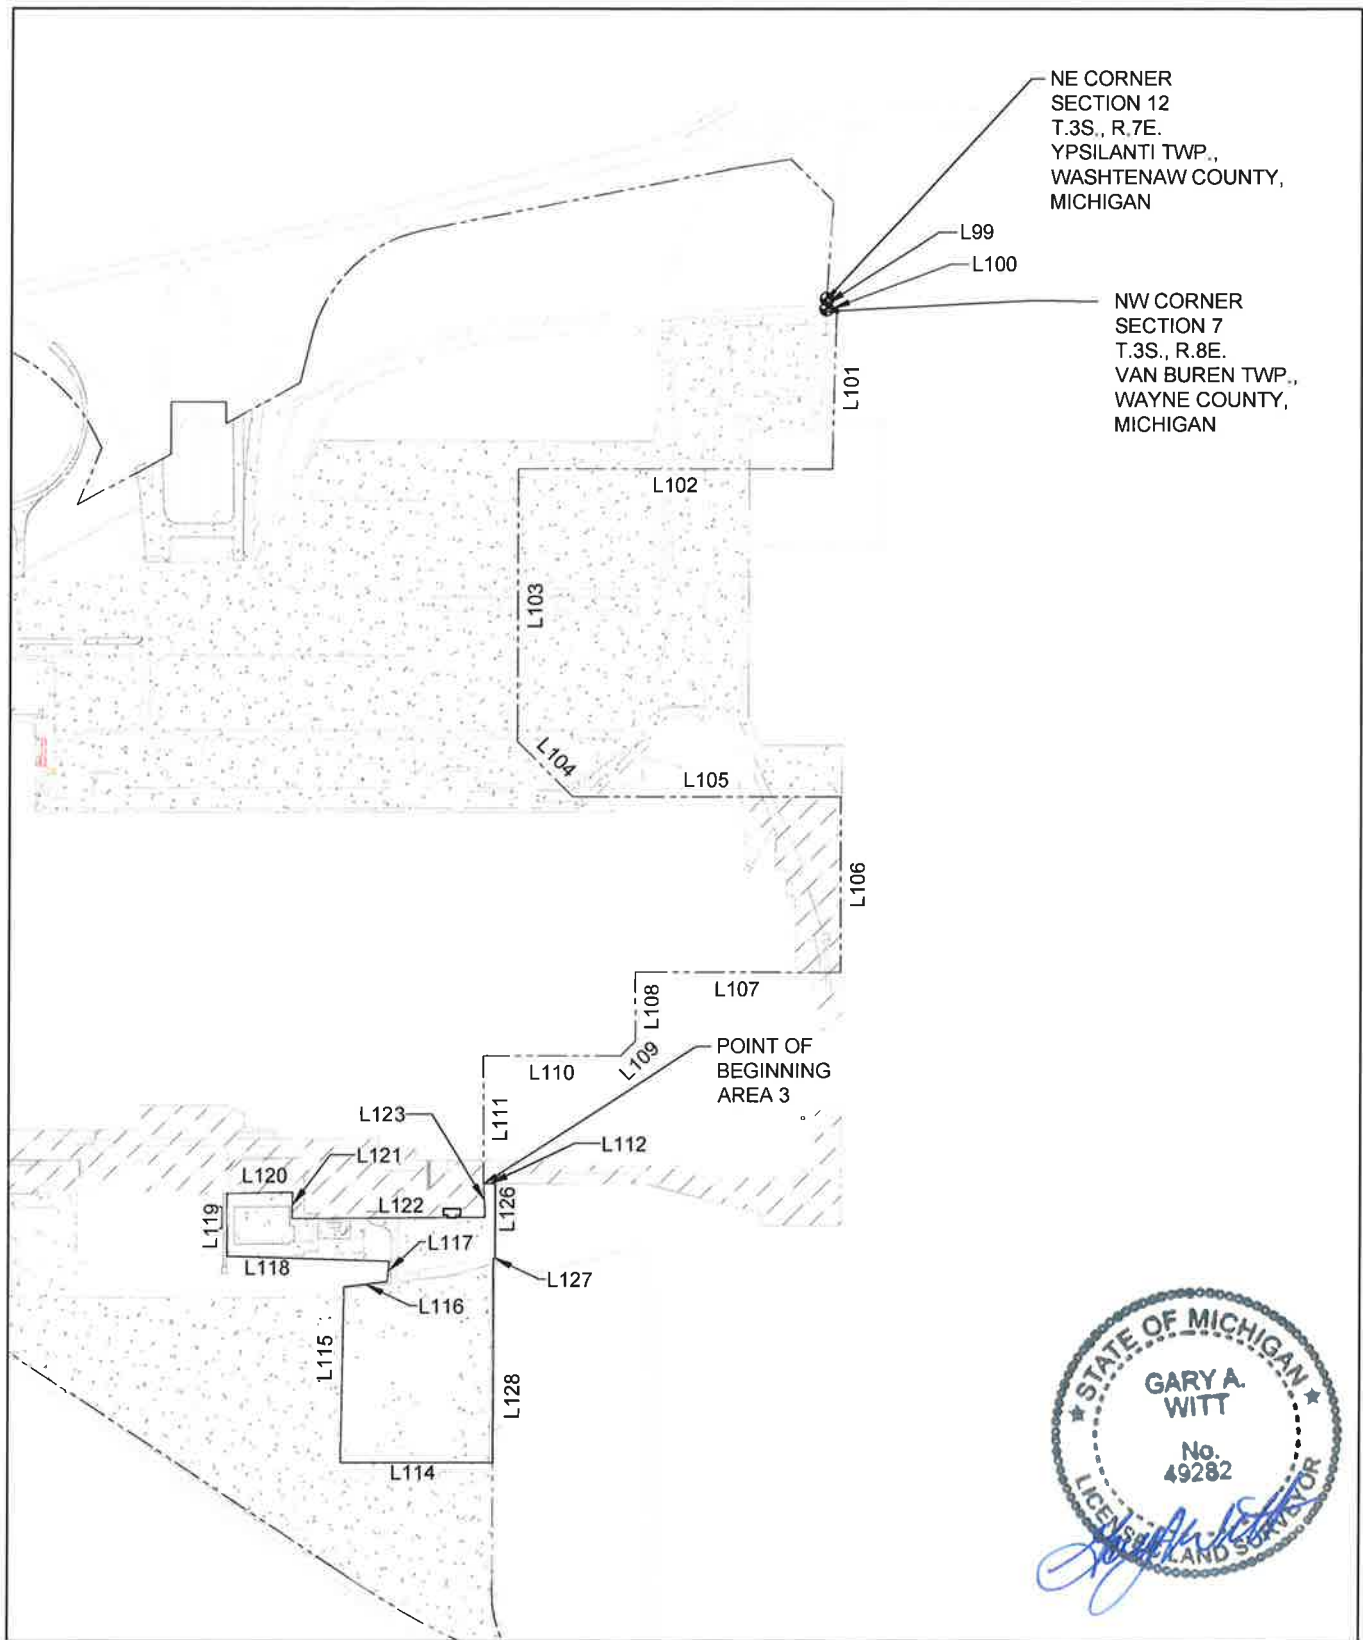 NE CORNER
SECTION 12
T.3S., R.7E.
YPSILANTI TWP.,
WASHTENAW COUNTY,
MICHIGAN
L99
L100
NW CORNER
SECTION 7
T.3S., R.8E.
VAN BUREN TWP.,
WAYNE COUNTY,
MICHIGAN
L101
L102
L103
L104
L105
L106
L107
L108
L109
L110
L111
POINT OF
BEGINNING
AREA 3
L123
L112
L121
L120
L122
L126
L119
L117
L118
L127
L116
L115
L128
L114
STATE OF MICHIGAN
GARY A.
WITT
No.
49282
LICENSED LAND SURVEYOR